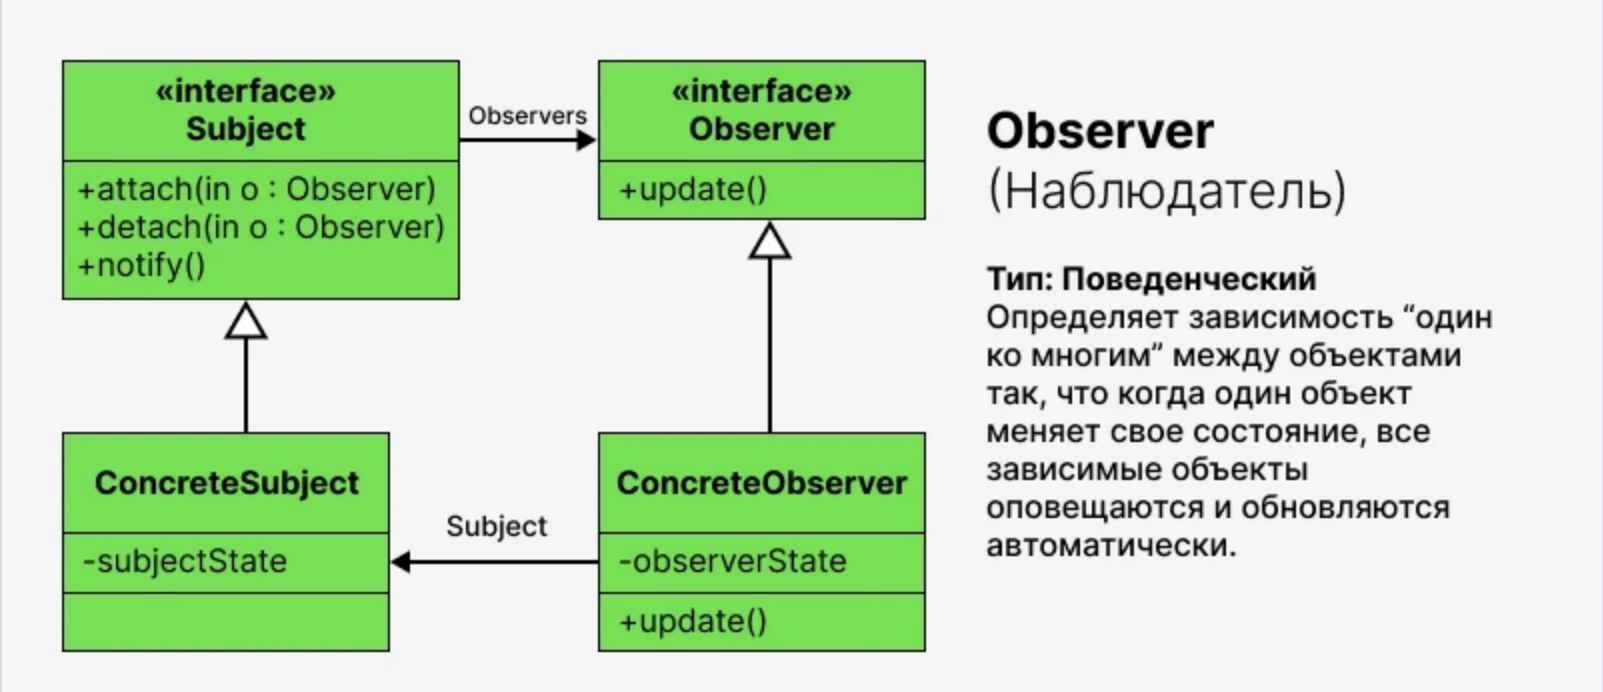 «interface»
Subject
+attach(in o : Observer)
+detach(in o : Observer)
+notify()
Observers
«interface»
Observer
+update()
ConcreteSubject
-subjectState
Subject
ConcreteObserver
-observerState
+update()
Observer
(Наблюдатель)
Тип: Поведенческий
Определяет зависимость “один
ко многим” между объектами
так, что когда один объект
меняет свое состояние, все
зависимые объекты
оповещаются и обновляются
автоматически.